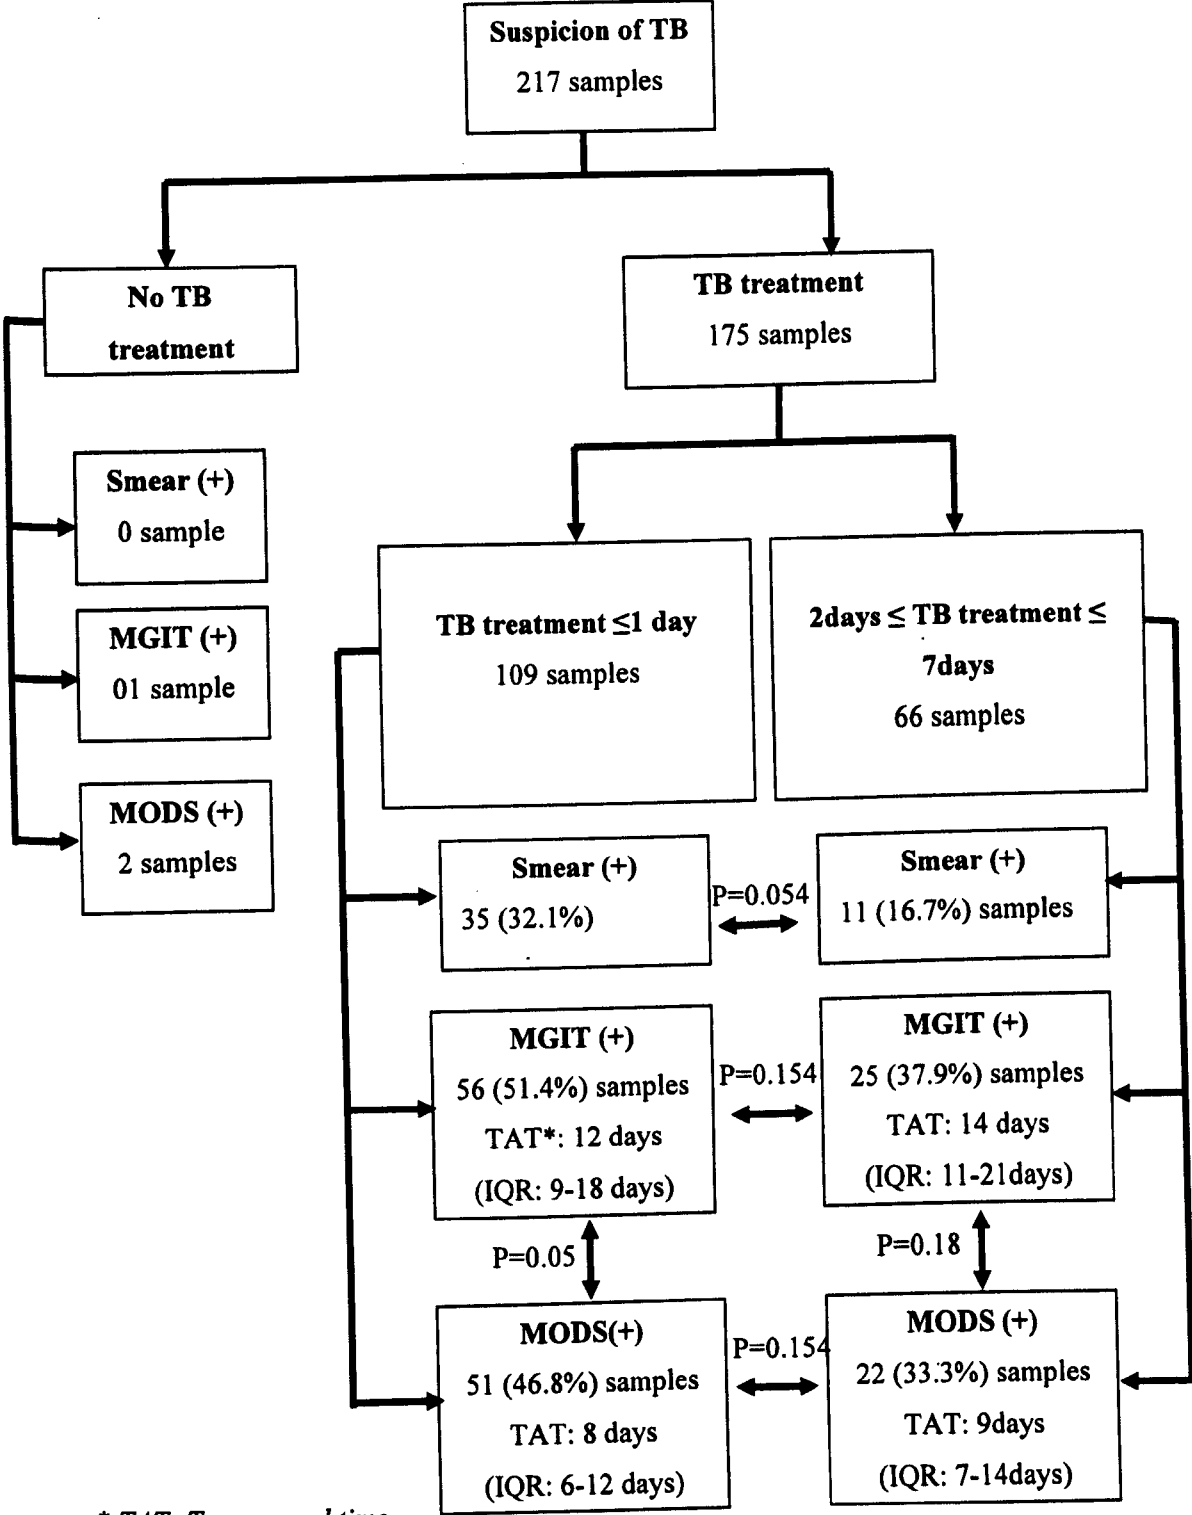 Suspicion of TB
217 samples
No TB
treatment
TB treatment
175 samples
Smear (+)
0 sample
MGIT (+)
01 sample
MODS (+)
2 samples
TB treatment ≤1 day
109 samples
2days ≤ TB treatment ≤
7days
66 samples
Smear (+)
35 (32.1%)
P=0.054
Smear (+)
11 (16.7%) samples
MGIT (+)
56 (51.4%) samples
TAT*: 12 days
(IQR: 9-18 days)
P=0.154
MGIT (+)
25 (37.9%) samples
TAT: 14 days
(IQR: 11-21days)
P=0.05
P=0.18
MODS(+)
51 (46.8%) samples
TAT: 8 days
(IQR: 6-12 days)
P=0.154
MODS (+)
22 (33.3%) samples
TAT: 9days
(IQR: 7-14days)